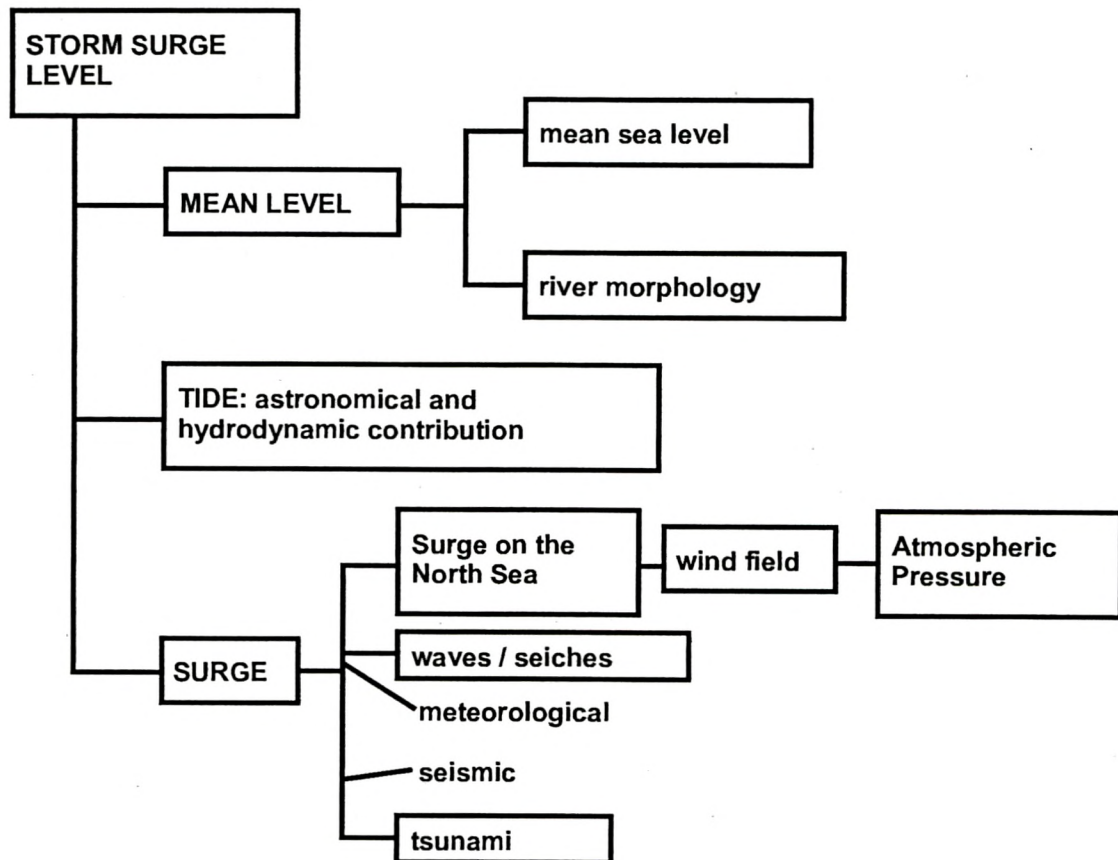 STORM SURGE
LEVEL
mean sea level
MEAN LEVEL
river morphology
TIDE: astronomical and
hydrodynamic contribution
Surge on the
North Sea
wind field
Atmospheric
Pressure
SURGE
waves / seiches
meteorological
seismic
tsunami